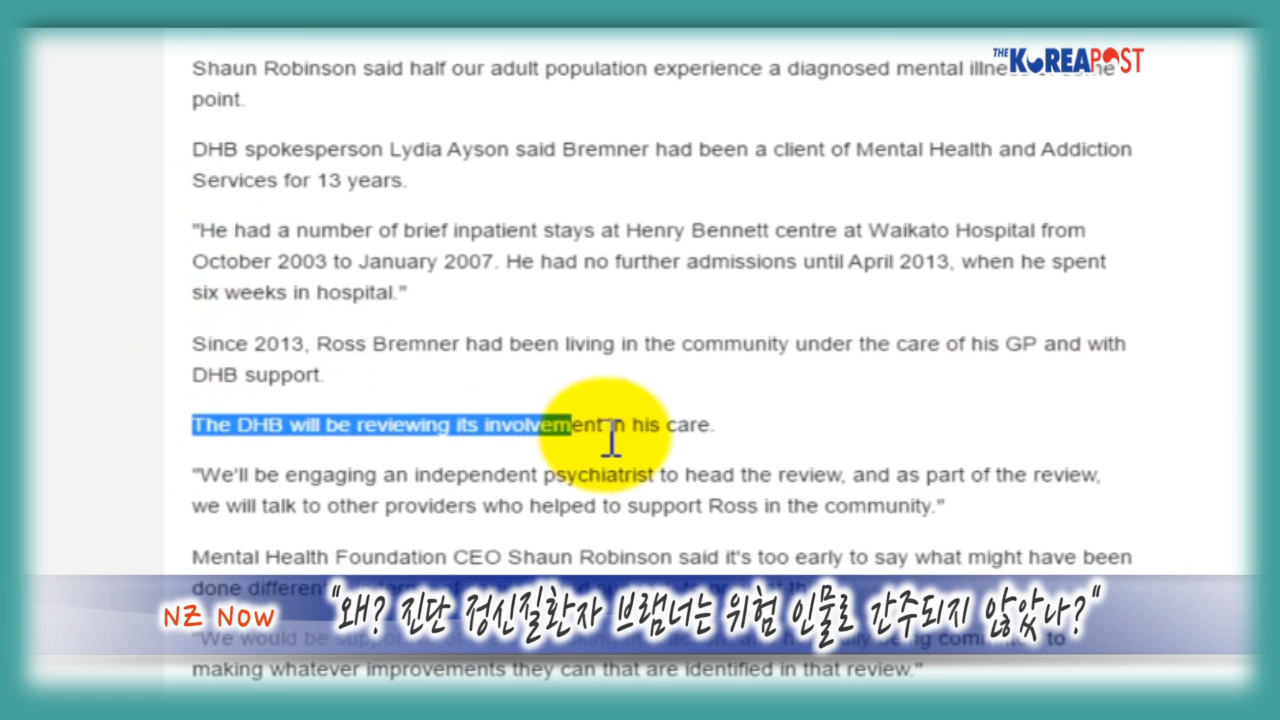 THE KOREA POST
Shaun Robinson said half our adult population experience a diagnosed mental illness
point.
DHB spokesperson Lydia Ayson said Bremner had been a client of Mental Health and Addiction
Services for 13 years.
"He had a number of brief inpatient stays at Henry Bennett centre at Waikato Hospital from
October 2003 to January 2007. He had no further admissions until April 2013, when he spent
six weeks in hospital."
Since 2013, Ross Bremner had been living in the community under the care of his GP and with
DHB support.
The DHB will be reviewing its involvement in his care.
"We'll be engaging an independent psychiatrist to head the review, and as part of the review,
we will talk to other providers who helped to support Ross in the community."
Mental Health Foundation CEO Shaun Robinson said it's too early to say what might have been
done
NZ NOW "왜? 진단 정신질환자 브램너는 위험 인물로 간주되지 않았나?"
"We would be to
making whatever improvements they can that are identified in that review."